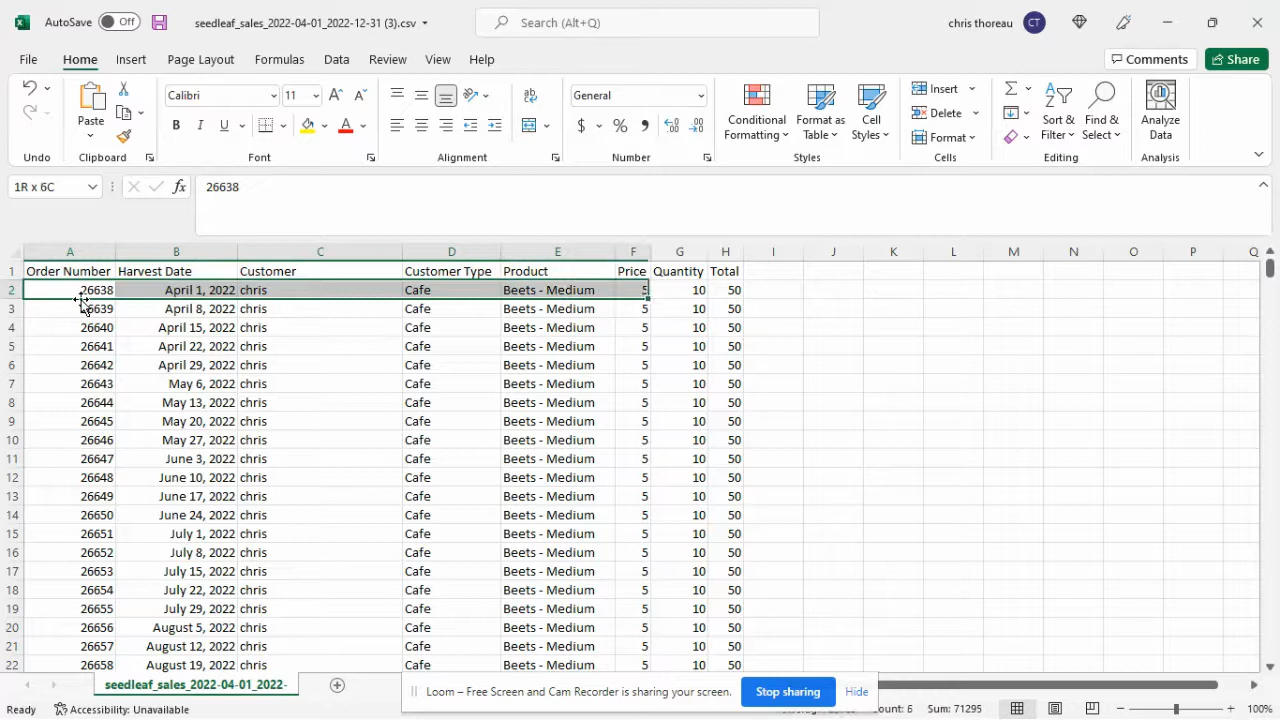 AutoSave Off seedleaf_sales_2022-04-01_2022-12-31 (3).csv Search (Alt+Q) chris thoreau CT
File Home Insert Page Layout Formulas Data Review View Help Comments Share
Paste Calibri 11 General Conditional Formatting Format as Table Cell Styles Insert Delete Format Sort & Filter Find & Select Analyze Data
Undo Clipboard Font Alignment Number Styles Cells Editing Analysis
1R x 6C fx 26638
A B C D E F G H I J K L M N O P Q
1 Order Number Harvest Date Customer Customer Type Product Price Quantity Total
2 26638 April 1, 2022 chris Cafe Beets - Medium 5 10 50
3 26639 April 8, 2022 chris Cafe Beets - Medium 5 10 50
4 26640 April 15, 2022 chris Cafe Beets - Medium 5 10 50
5 26641 April 22, 2022 chris Cafe Beets - Medium 5 10 50
6 26642 April 29, 2022 chris Cafe Beets - Medium 5 10 50
7 26643 May 6, 2022 chris Cafe Beets - Medium 5 10 50
8 26644 May 13, 2022 chris Cafe Beets - Medium 5 10 50
9 26645 May 20, 2022 chris Cafe Beets - Medium 5 10 50
10 26646 May 27, 2022 chris Cafe Beets - Medium 5 10 50
11 26647 June 3, 2022 chris Cafe Beets - Medium 5 10 50
12 26648 June 10, 2022 chris Cafe Beets - Medium 5 10 50
13 26649 June 17, 2022 chris Cafe Beets - Medium 5 10 50
14 26650 June 24, 2022 chris Cafe Beets - Medium 5 10 50
15 26651 July 1, 2022 chris Cafe Beets - Medium 5 10 50
16 26652 July 8, 2022 chris Cafe Beets - Medium 5 10 50
17 26653 July 15, 2022 chris Cafe Beets - Medium 5 10 50
18 26654 July 22, 2022 chris Cafe Beets - Medium 5 10 50
19 26655 July 29, 2022 chris Cafe Beets - Medium 5 10 50
20 26656 August 5, 2022 chris Cafe Beets - Medium 5 10 50
21 26657 August 12, 2022 chris Cafe Beets - Medium 5 10 50
22 26658 August 19, 2022 chris Cafe Beets - Medium 5 10 50
seedleaf_sales_2022-04-01_2022- Loom – Free Screen and Cam Recorder is sharing your screen. Stop sharing Hide
Ready Accessibility: Unavailable Count: 6 Sum: 71295 100%